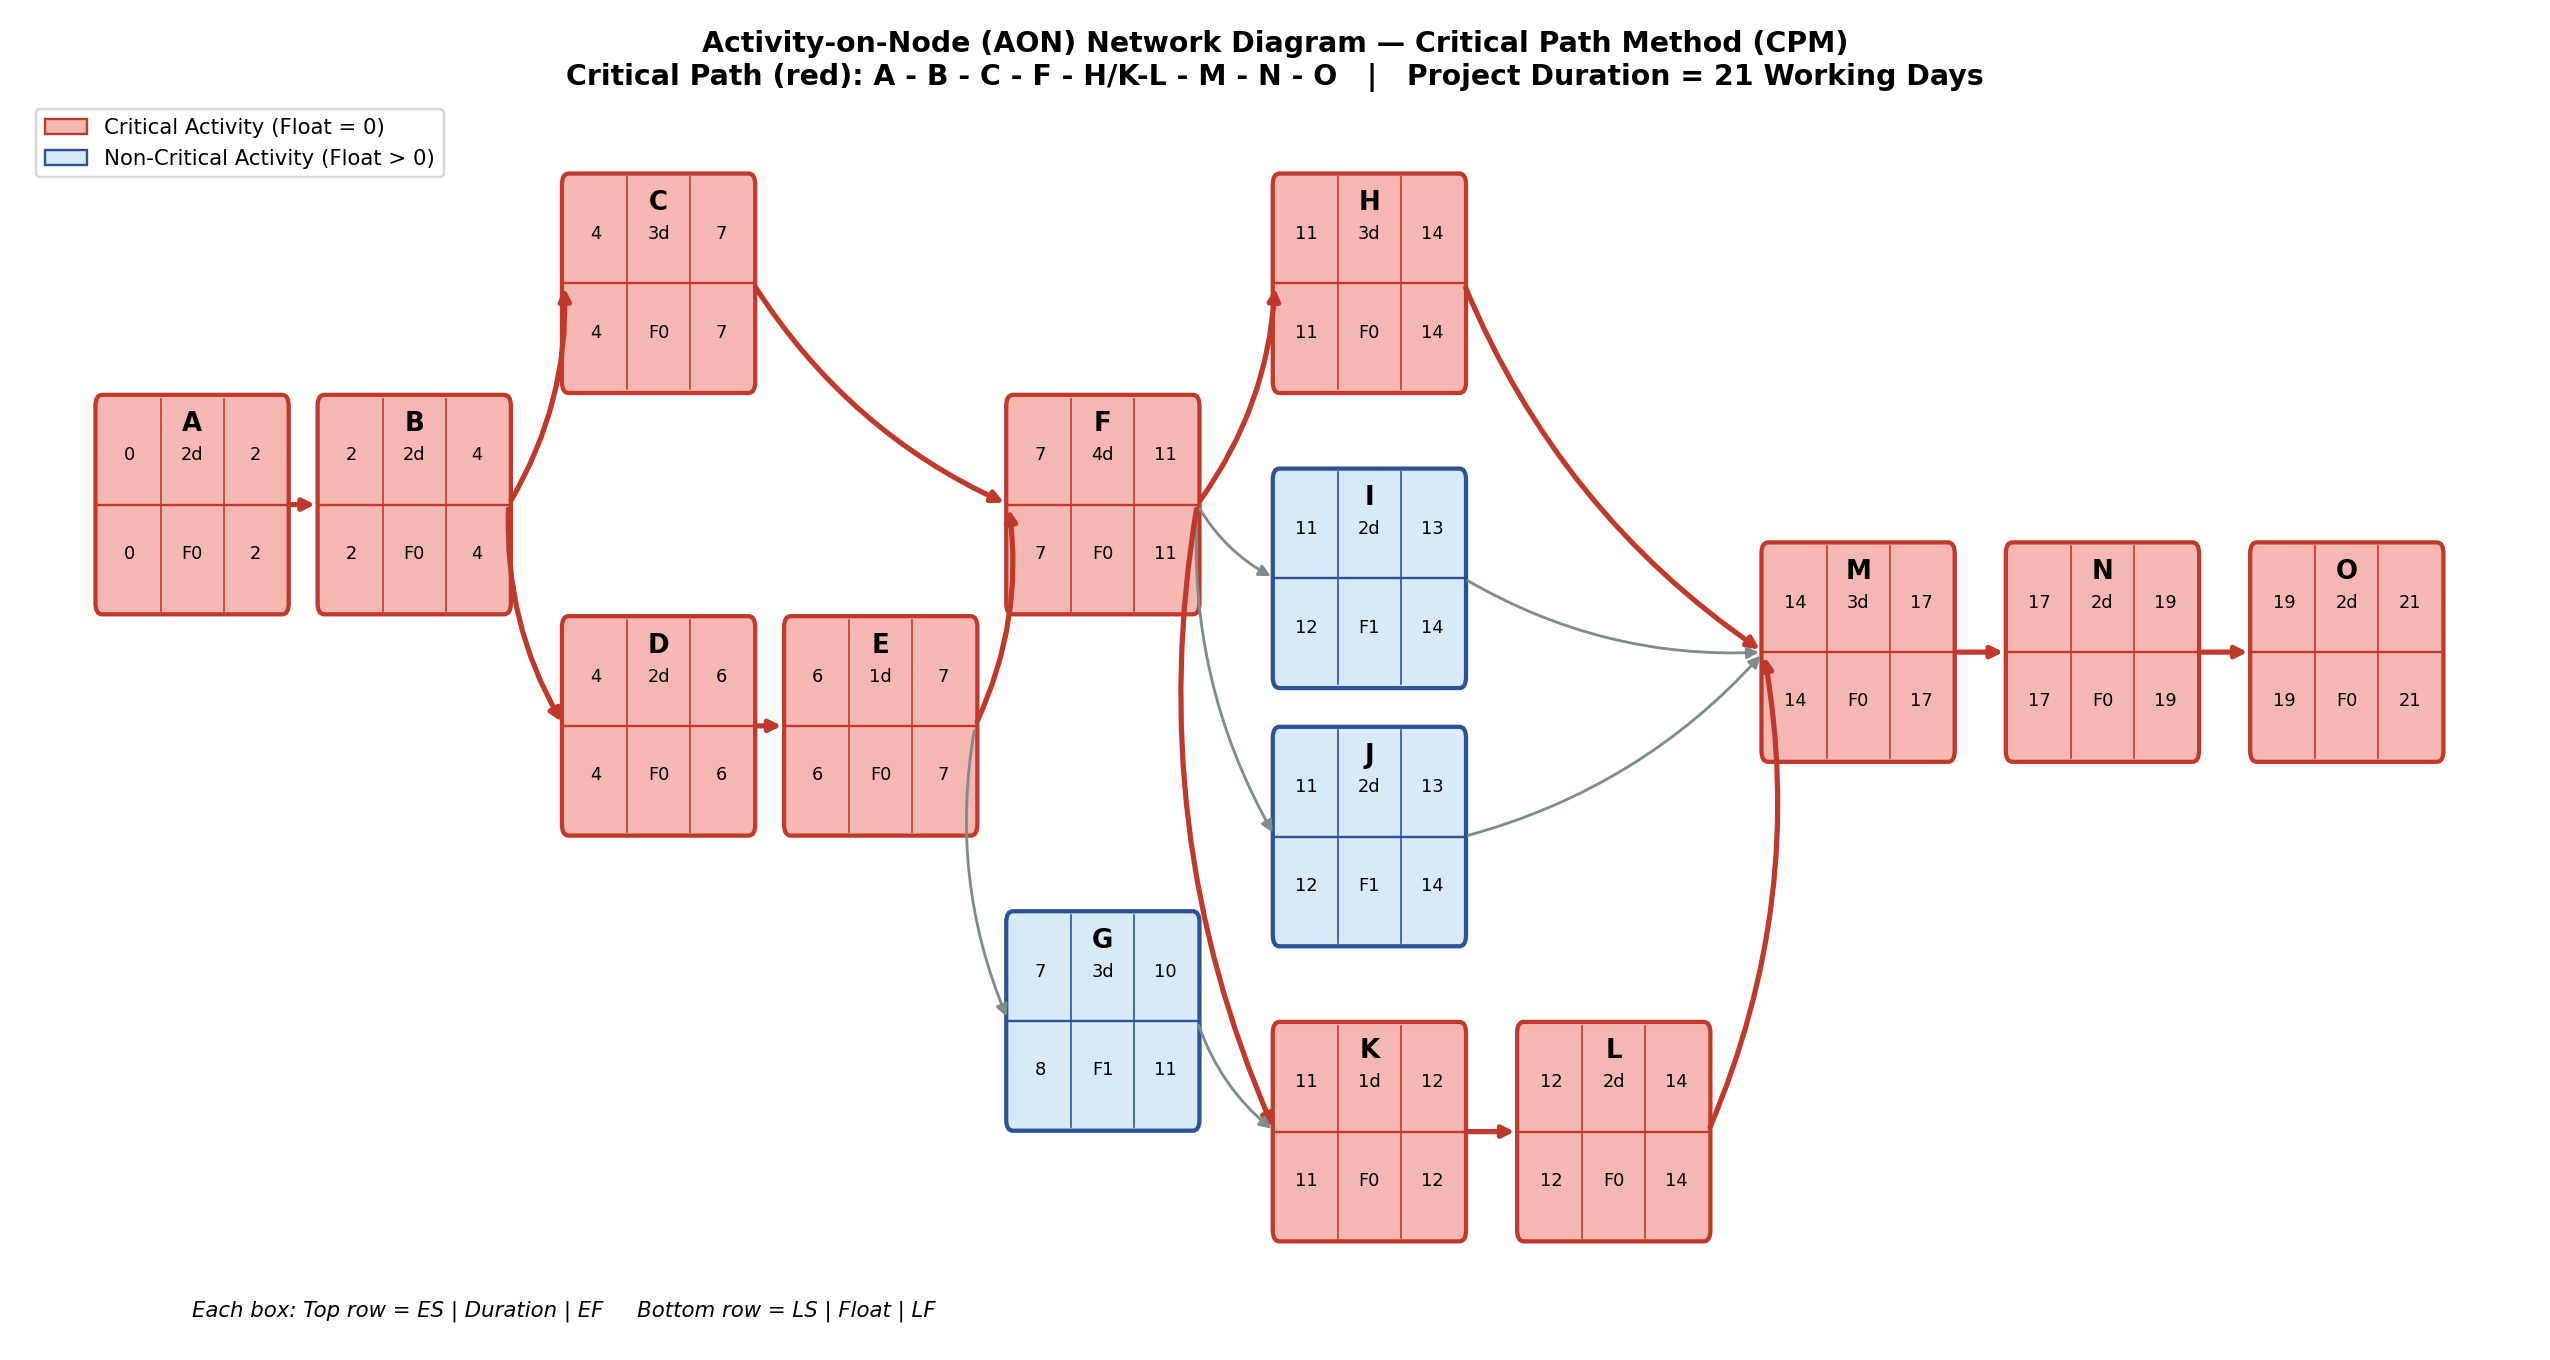 Activity-on-Node (AON) Network Diagram — Critical Path Method (CPM)
Critical Path (red): A - B - C - F - H/K-L - M - N - O | Project Duration = 21 Working Days
Critical Activity (Float = 0)
Non-Critical Activity (Float > 0)
A
0 2d 2
0 F0 2
B
2 2d 4
2 F0 4
C
4 3d 7
4 F0 7
D
4 2d 6
4 F0 6
E
6 1d 7
6 F0 7
F
7 4d 11
7 F0 11
G
7 3d 10
8 F1 11
H
11 3d 14
11 F0 14
I
11 2d 13
12 F1 14
J
11 2d 13
12 F1 14
K
11 1d 12
11 F0 12
L
12 2d 14
12 F0 14
M
14 3d 17
14 F0 17
N
17 2d 19
17 F0 19
O
19 2d 21
19 F0 21
Each box: Top row = ES | Duration | EF Bottom row = LS | Float | LF